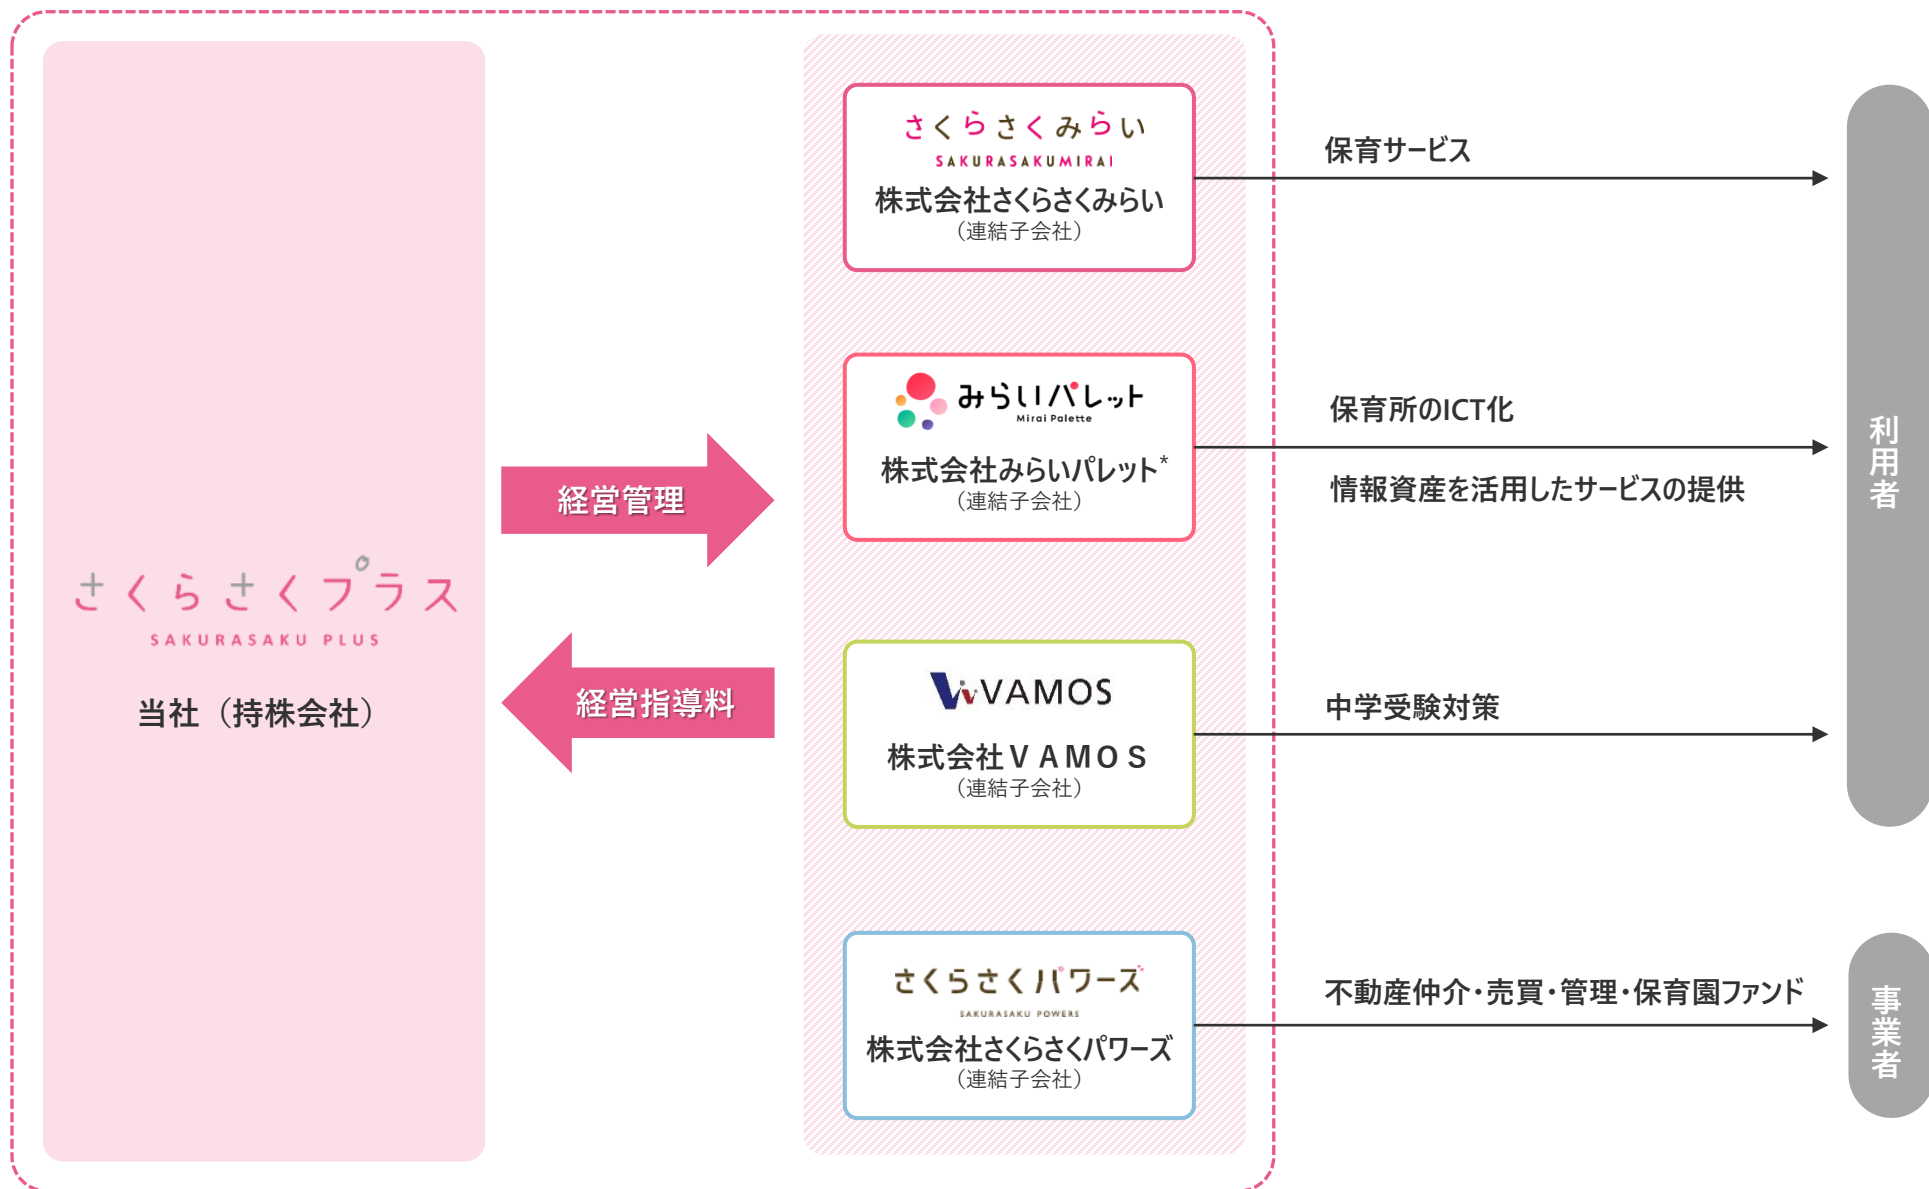 さくらさくプラス
SAKURASAKU PLUS
当社（持株会社）
経営管理
経営指導料
さくらさくみらい
SAKURASAKUMIRAI
株式会社さくらさくみらい
（連結子会社）
保育サービス
みらいパレット
Mirai Palette
株式会社みらいパレット*
（連結子会社）
保育所のICT化
情報資産を活用したサービスの提供
VAMOS
株式会社ＶＡＭＯＳ
（連結子会社）
中学受験対策
利用者
さくらさくパワーズ
SAKURASAKU POWERS
株式会社さくらさくパワーズ
（連結子会社）
不動産仲介・売買・管理・保育園ファンド
事業者